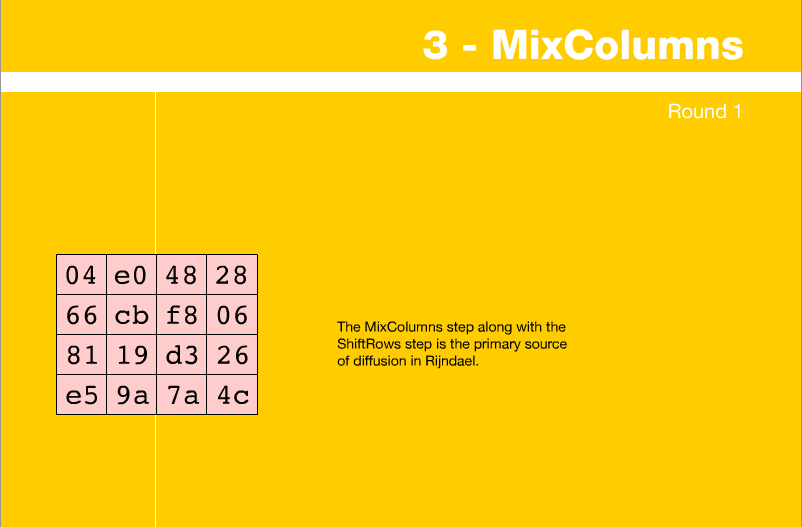 3 - MixColumns
Round 1
04 e0 48 28
66 cb f8 06
81 19 d3 26
e5 9a 7a 4c
The MixColumns step along with the
ShiftRows step is the primary source
of diffusion in Rijndael.